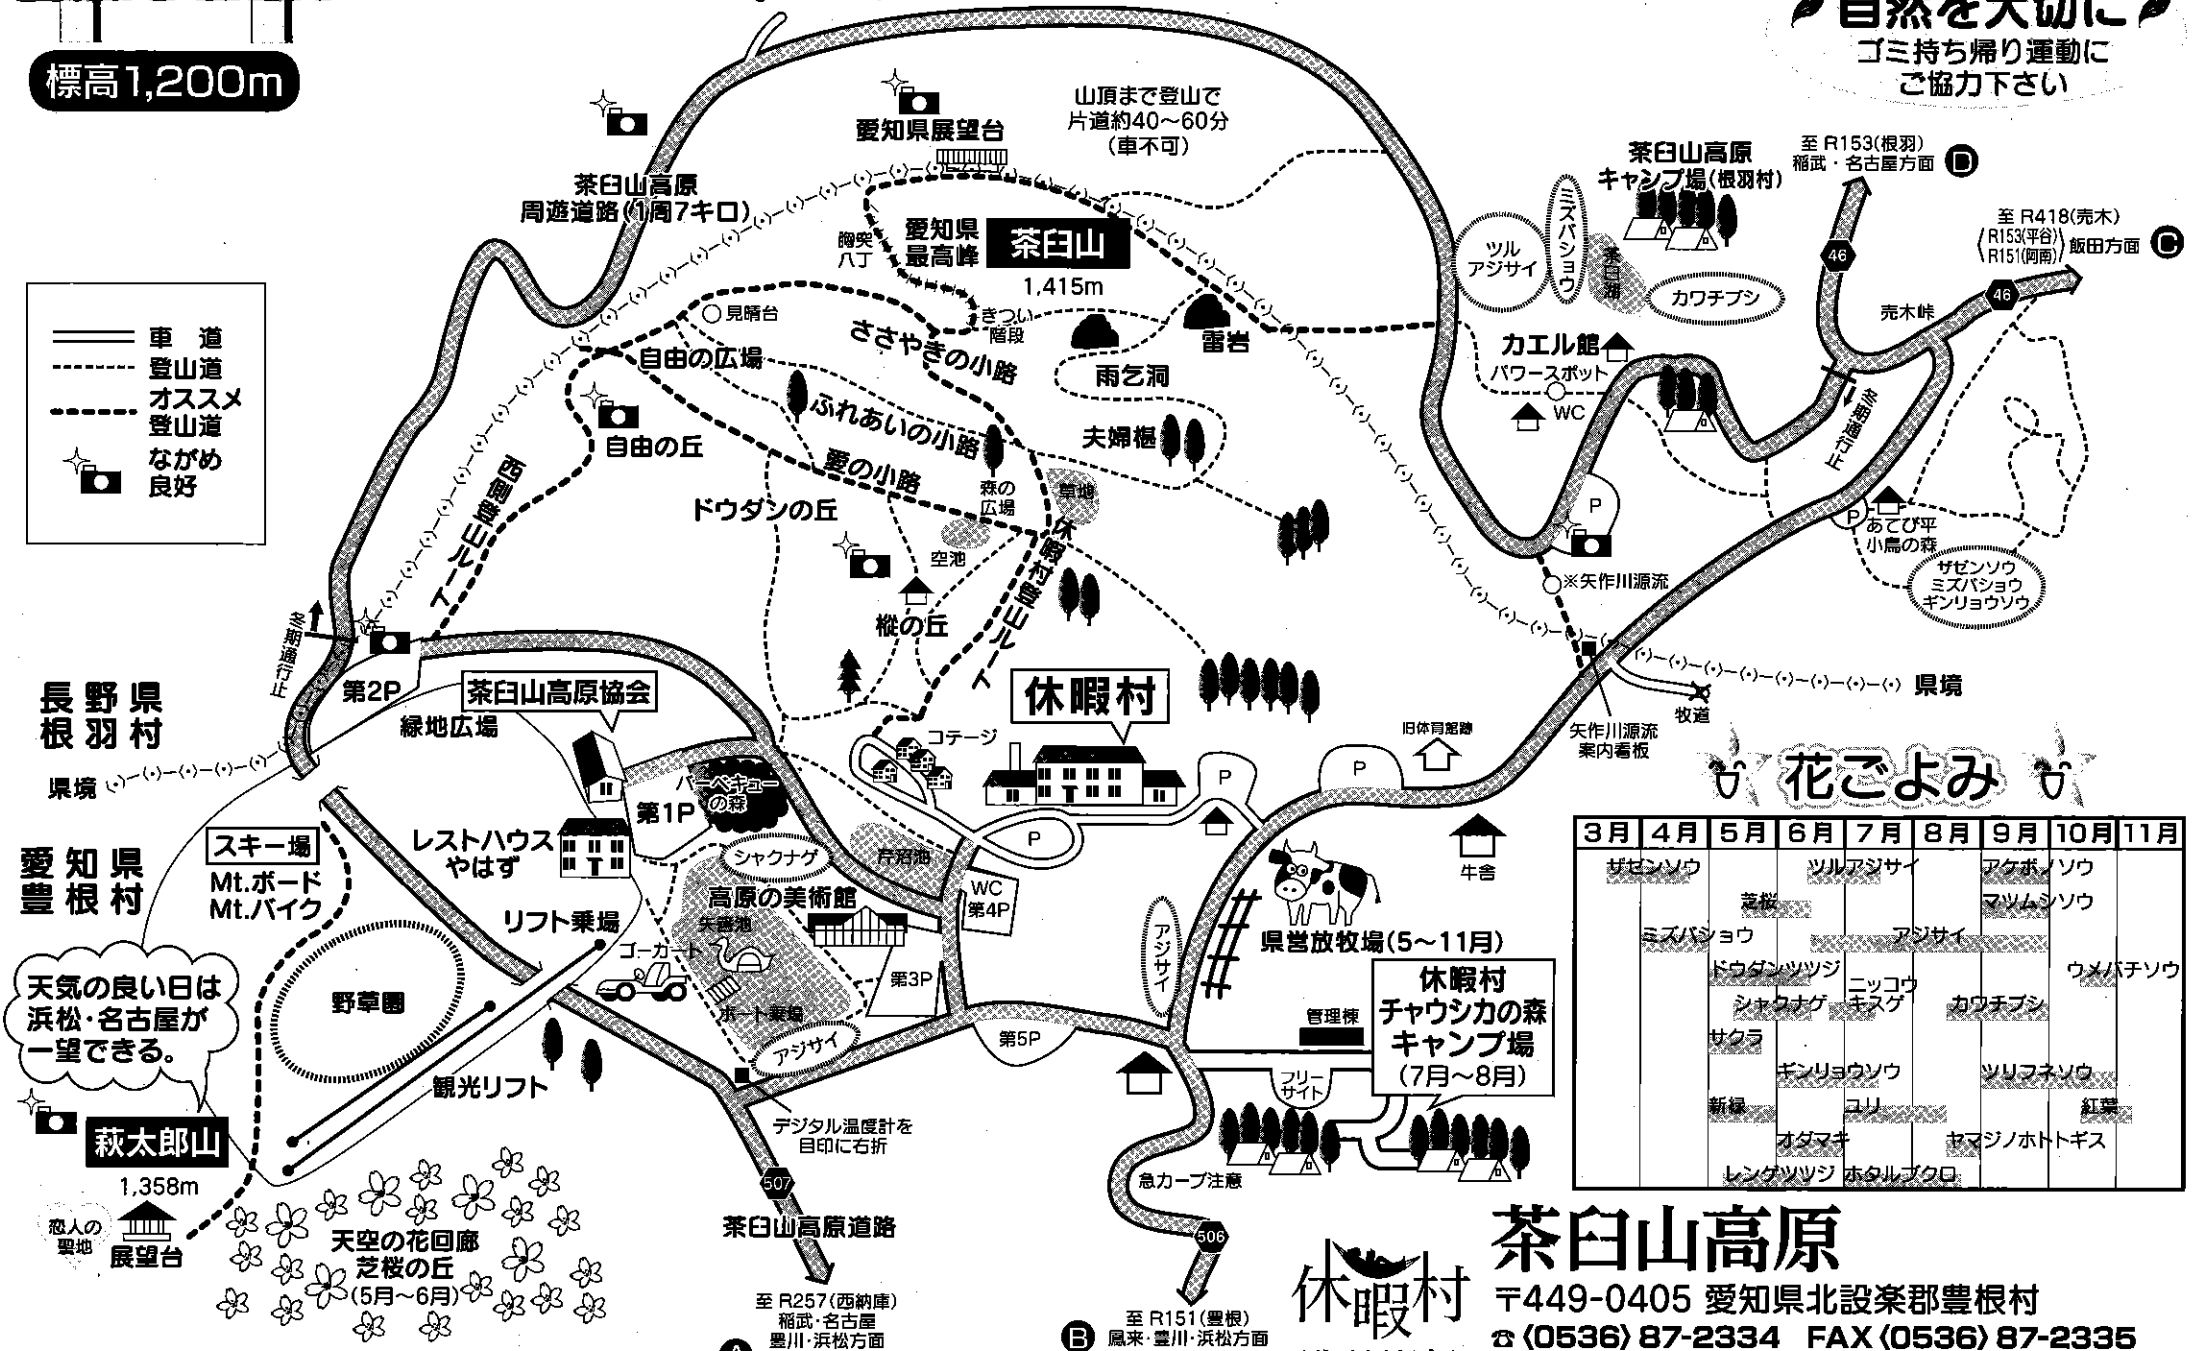 標高1,200m
自然を大切に
ゴミ持ち帰り運動に
ご協力下さい
愛知県展望台
山頂まで登山で
片道約40〜60分
(車不可)
茶臼山高原
周遊道路(1周7キロ)
胸突
八丁
愛知県
最高峰
茶臼山
1,415m
茶臼山高原
キャンプ場(根羽村)
至 R153(根羽)
稲武・名古屋方面 D
至 R418(売木)
R153(平谷)
R151(阿南)
飯田方面 C
ツル
アジサイ
ミズバショウ
茶臼湖
カワチブシ
46
46
売木峠
車 道
登山道
オススメ
登山道
ながめ
良好
見晴台
きつい
階段
ささやきの小路
自由の広場
雷岩
雨乞洞
カエル館
パワースポット
WC
冬期通行止
ふれあいの小路
夫婦椹
自由の丘
愛の小路
西側登山ルート
ドウダンの丘
森の
広場
草地
空池
休暇村登山ルート
樅の丘
P
P
あてび平
小鳥の森
ザゼンソウ
ミズバショウ
ギンリョウソウ
※矢作川源流
冬期通行止
長野県
根羽村
第2P
緑地広場
茶臼山高原協会
休暇村
県境
牧道
矢作川源流
案内看板
旧体育館跡
コテージ
県境
バーベキュー
の森
第1P
P
P
P
スキー場
Mt.ボード
Mt.バイク
レストハウス
やはず
シャクナゲ
芹沼池
愛知県
豊根村
高原の美術館
WC
第4P
牛舎
リフト乗場
矢筈池
ゴーカート
アジサイ
県営放牧場(5〜11月)
天気の良い日は
浜松・名古屋が
一望できる。
野草園
第3P
ボート乗場
アジサイ
第5P
管理棟
休暇村
チャウシカの森
キャンプ場
(7月〜8月)
フリー
サイト
観光リフト
萩太郎山
1,358m
デジタル温度計を
目印に右折
急カーブ注意
507
506
恋人の
聖地
展望台
天空の花回廊
芝桜の丘
(5月〜6月)
茶臼山高原道路
至 R257(西納庫)
稲武・名古屋
豊川・浜松方面
A
至 R151(豊根)
鳳来・豊川・浜松方面
B
花ごよみ
3月 4月 5月 6月 7月 8月 9月 10月 11月
ザゼンソウ ツルアジサイ アケボノソウ
芝桜 マツムシソウ
ミズバショウ アジサイ
ドウダンツツジ ウメバチソウ
ニッコウ
キスゲ
シャクナゲ カワチブシ
サクラ
ギンリョウソウ ツリフネソウ
新緑 ユリ 紅葉
オダマキ ヤマジノホトトギス
レンゲツツジ ホタルブクロ
休暇村
茶臼山高原
〒449-0405 愛知県北設楽郡豊根村
☎(0536)87-2334 FAX(0536)87-2335